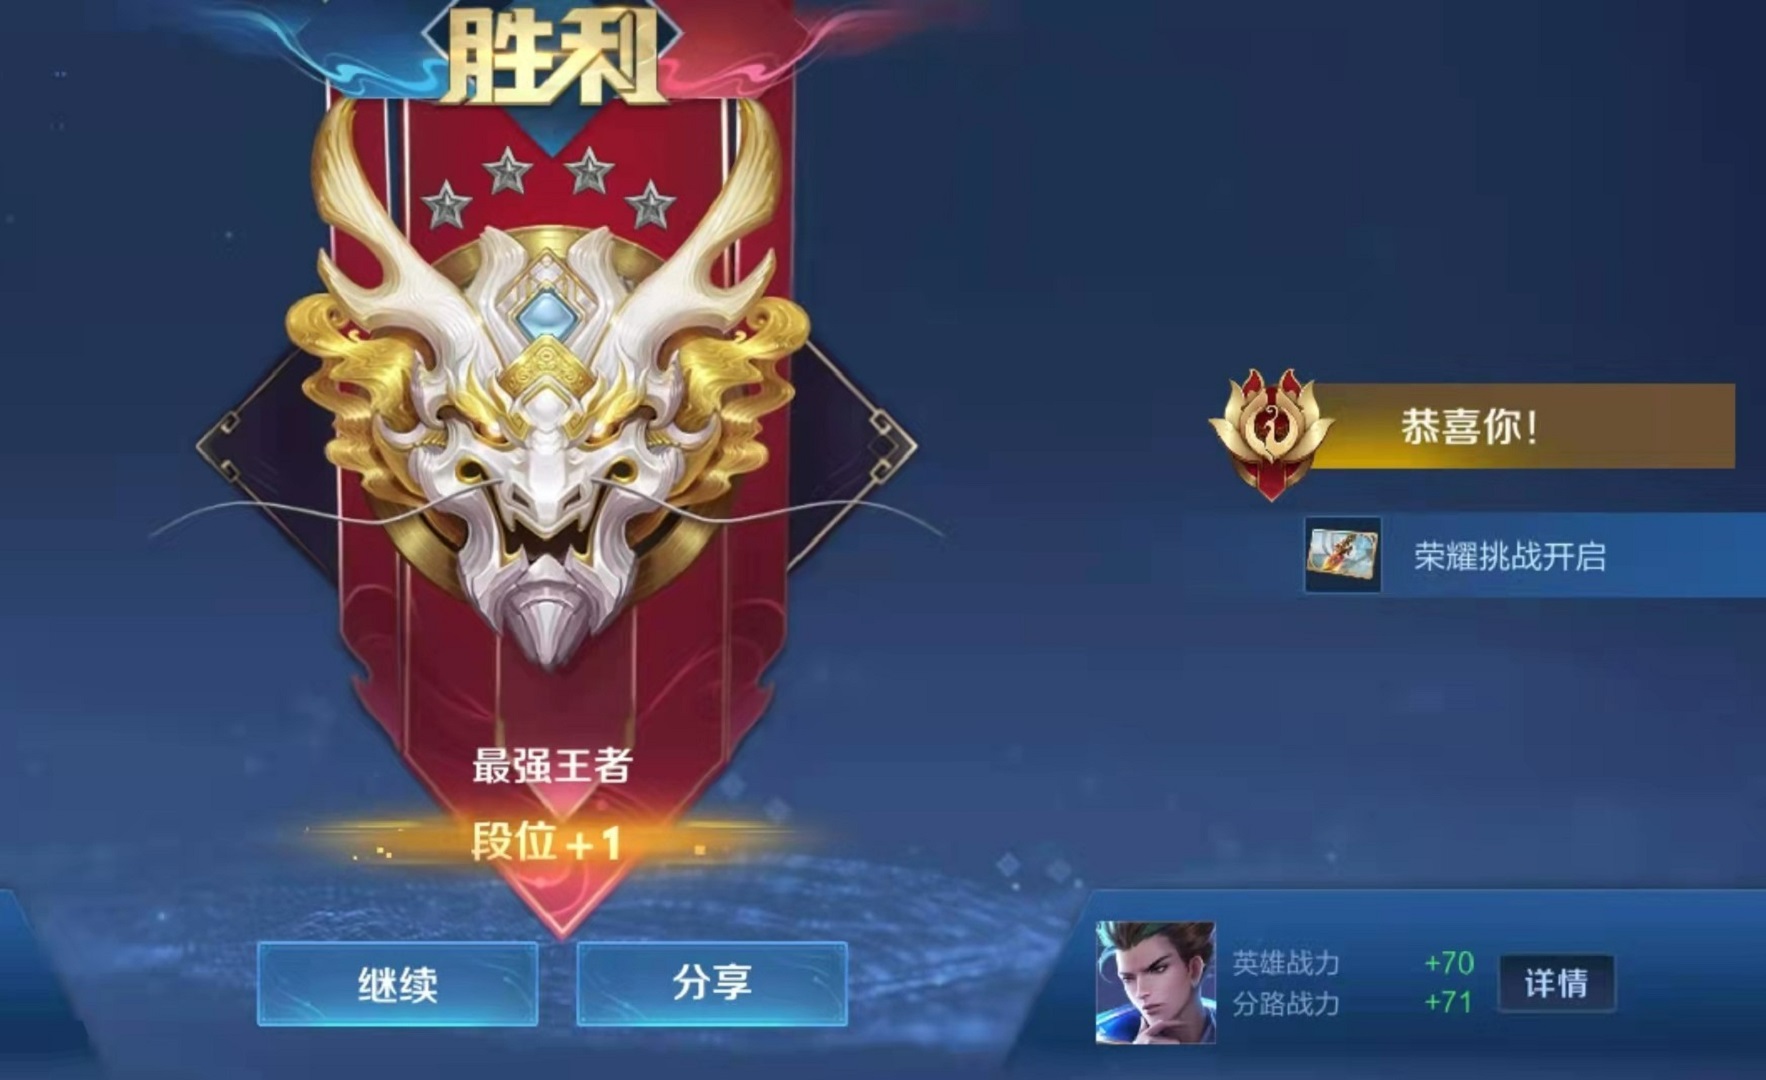 胜利
恭喜你!
荣耀挑战开启
最强王者
段位+1
继续
分享
英雄战力 +70
分路战力 +71
详情